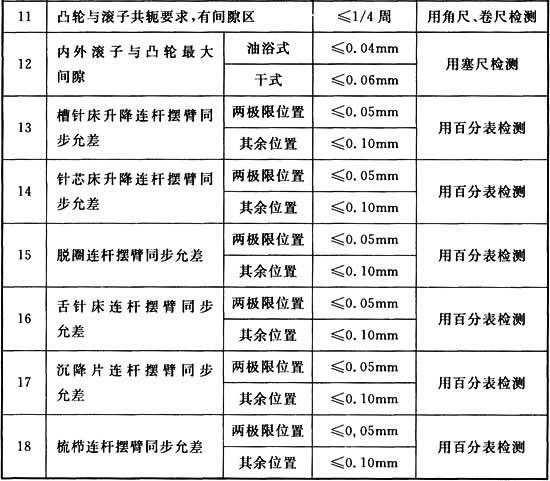 11 凸轮与滚子共轭要求,有间隙区 ≤1/4 周 用角尺、卷尺检测
12 内外滚子与凸轮最大间隙 油浴式 ≤0.04mm 用塞尺检测
干式 ≤0.06mm
13 槽针床升降连杆摆臂同步允差 两极限位置 ≤0.05mm 用百分表检测
其余位置 ≤0.10mm
14 针芯床升降连杆摆臂同步允差 两极限位置 ≤0.05mm 用百分表检测
其余位置 ≤0.10mm
15 脱圈连杆摆臂同步允差 两极限位置 ≤0.05mm 用百分表检测
其余位置 ≤0.10mm
16 舌针床连杆摆臂同步允差 两极限位置 ≤0.05mm 用百分表检测
其余位置 ≤0.10mm
17 沉降片连杆摆臂同步允差 两极限位置 ≤0.05mm 用百分表检测
其余位置 ≤0.10mm
18 梳栉连杆摆臂同步允差 两极限位置 ≤0,05mm 用百分表检测
其余位置 ≤0.10mm